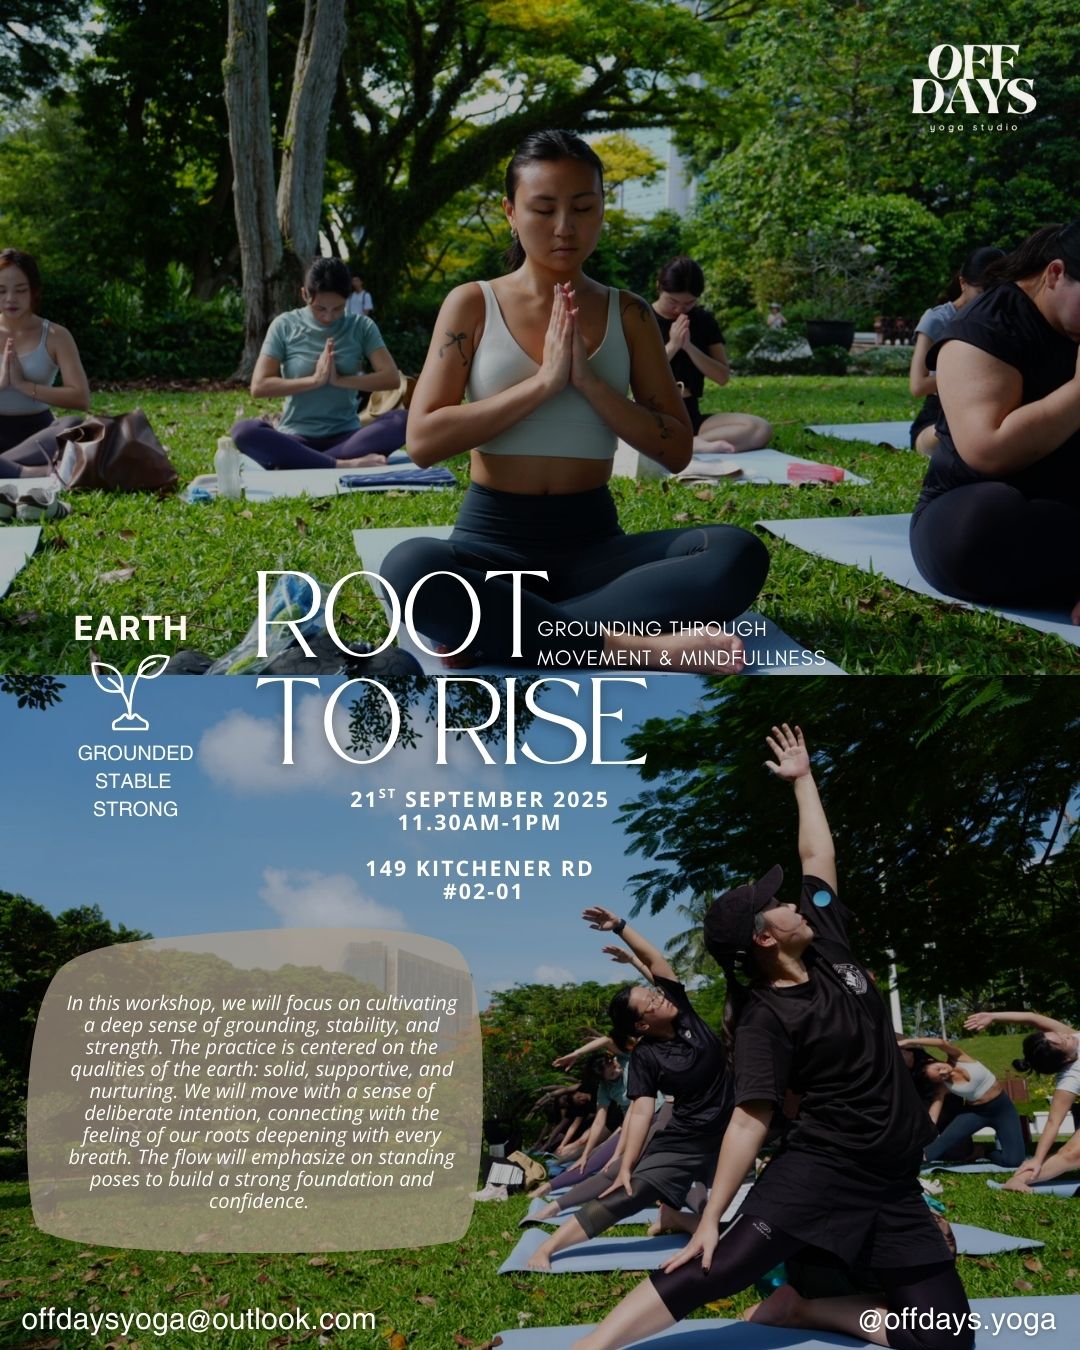 OFF
DAYS
yoga studio
EARTH
GROUNDED
STABLE
STRONG
ROOT
GROUNDING THROUGH
MOVEMENT & MINDFULLNESS
TO RISE
21ST SEPTEMBER 2025
11.30AM-1PM
149 KITCHENER RD
#02-01
In this workshop, we will focus on cultivating
a deep sense of grounding, stability, and
strength. The practice is centered on the
qualities of the earth: solid, supportive, and
nurturing. We will move with a sense of
deliberate intention, connecting with the
feeling of our roots deepening with every
breath. The flow will emphasize on standing
poses to build a strong foundation and
confidence.
offdaysyoga@outlook.com
@offdays.yoga